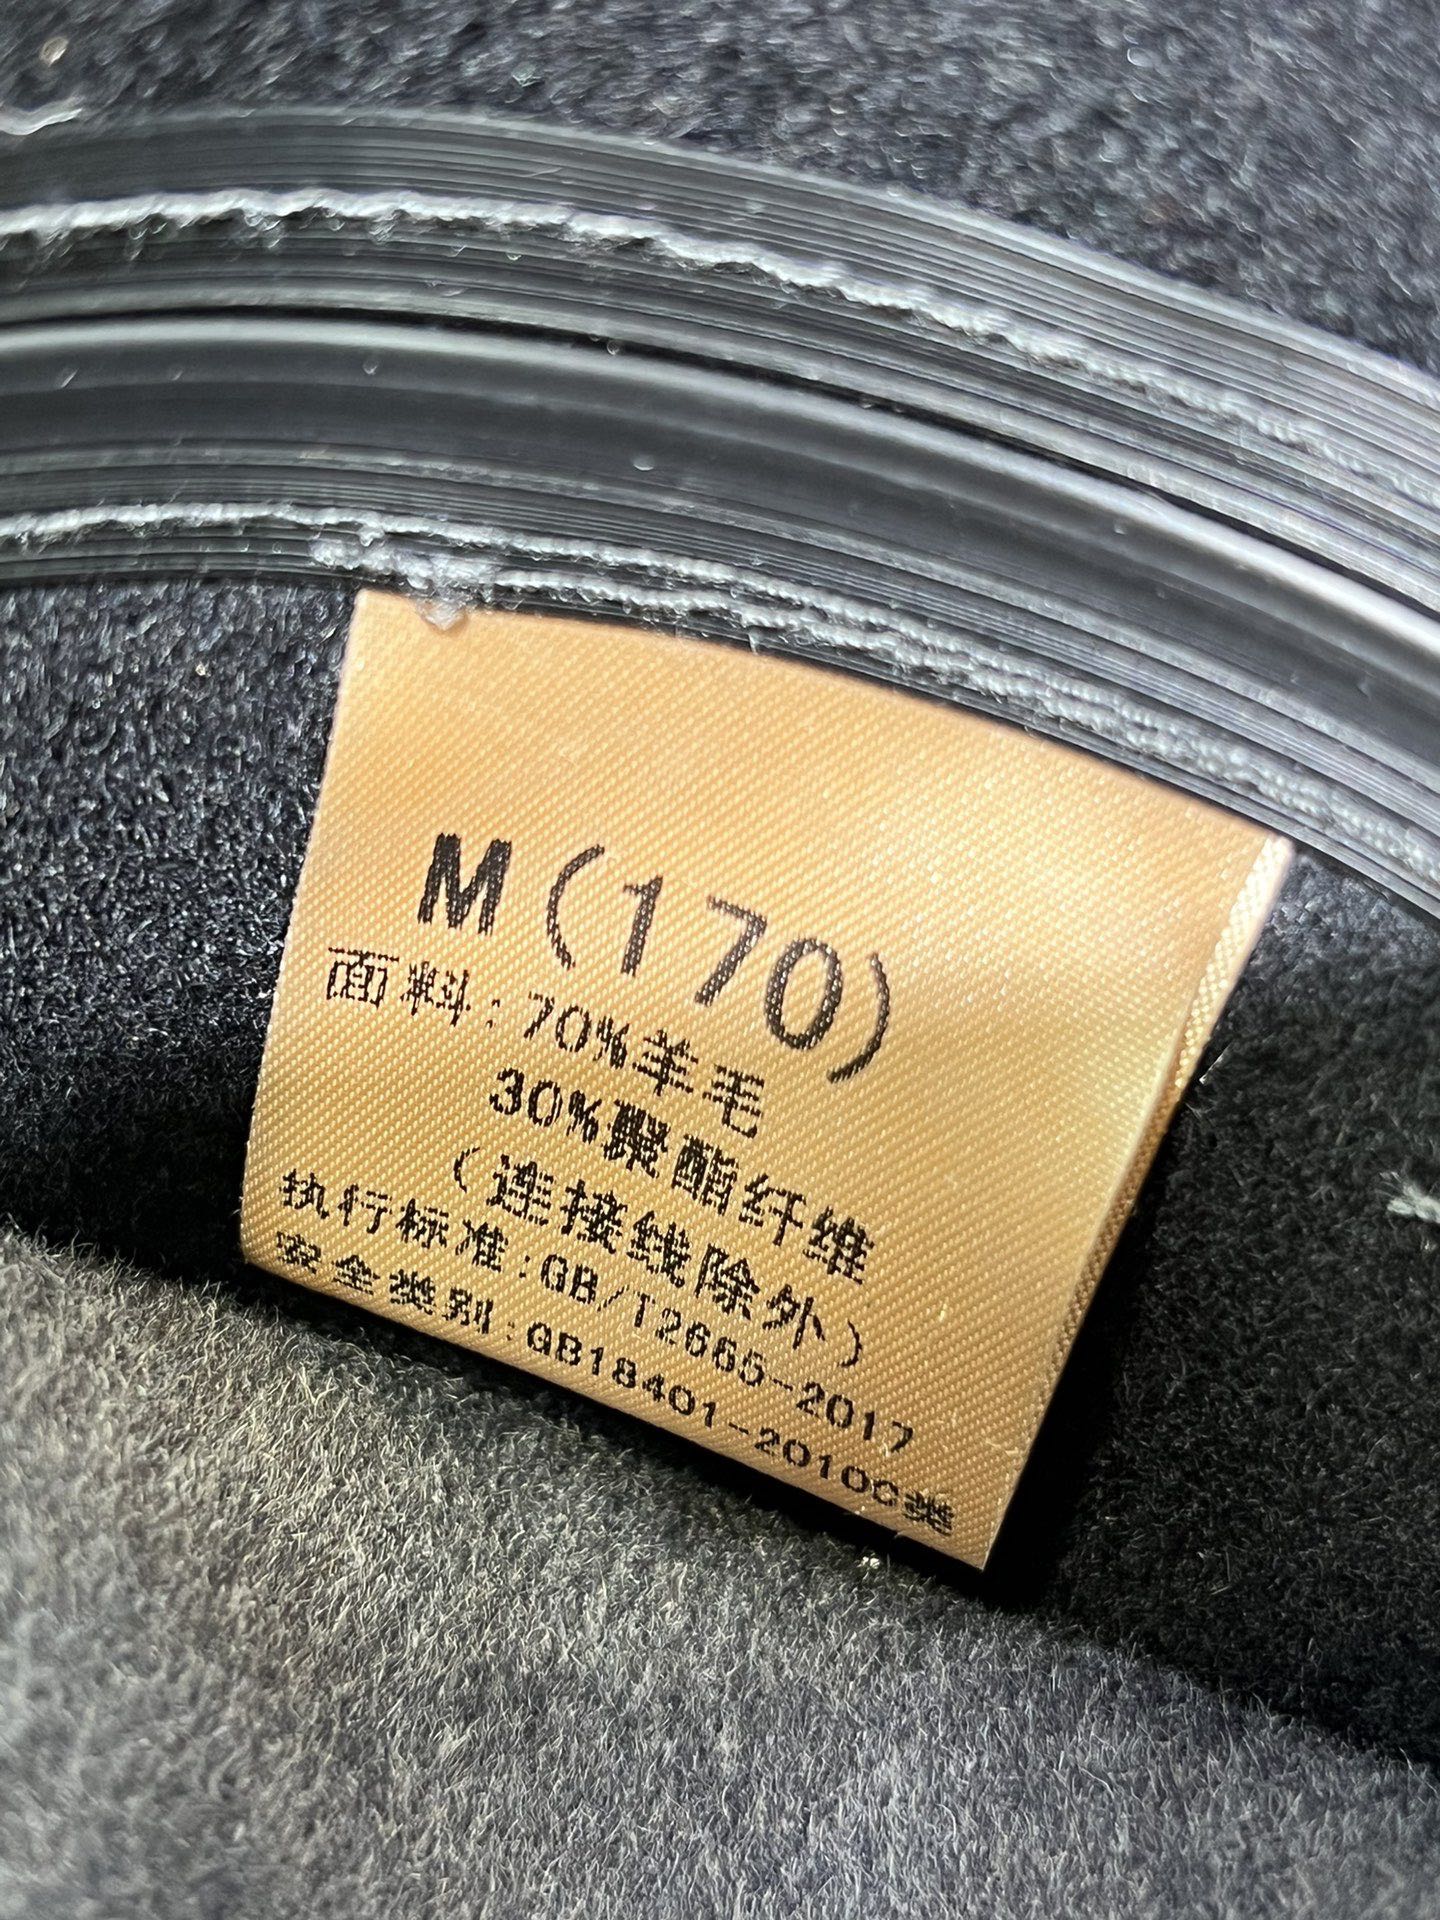 M(170)
面料:70%羊毛
30%聚酯纤维
(连接线除外)
执行标准:GB/T2665-2017
安全类别:GB18401-2010C类